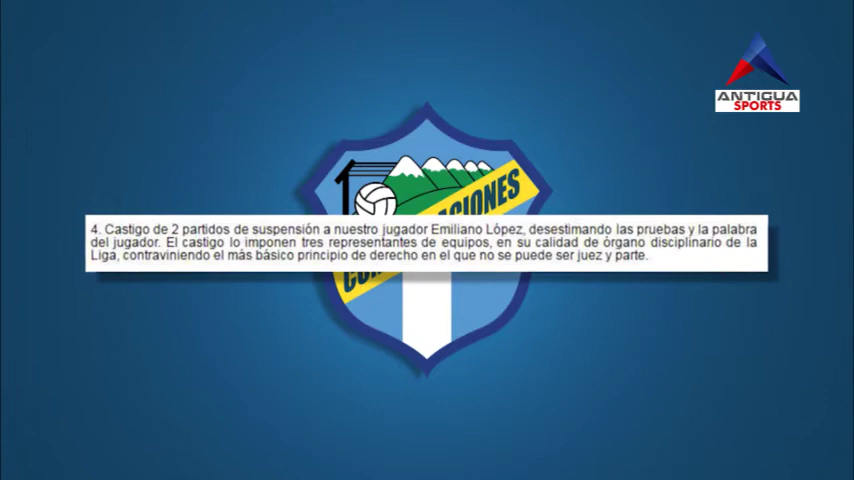 ANTIGUA
SPORTS
4. Castigo de 2 partidos de suspensión a nuestro jugador Emiliano López, desestimando las pruebas y la palabra
del jugador. El castigo lo imponen tres representantes de equipos, en su calidad de órgano disciplinario de la
Liga, contraviniendo el más básico principio de derecho en el que no se puede ser juez y parte.